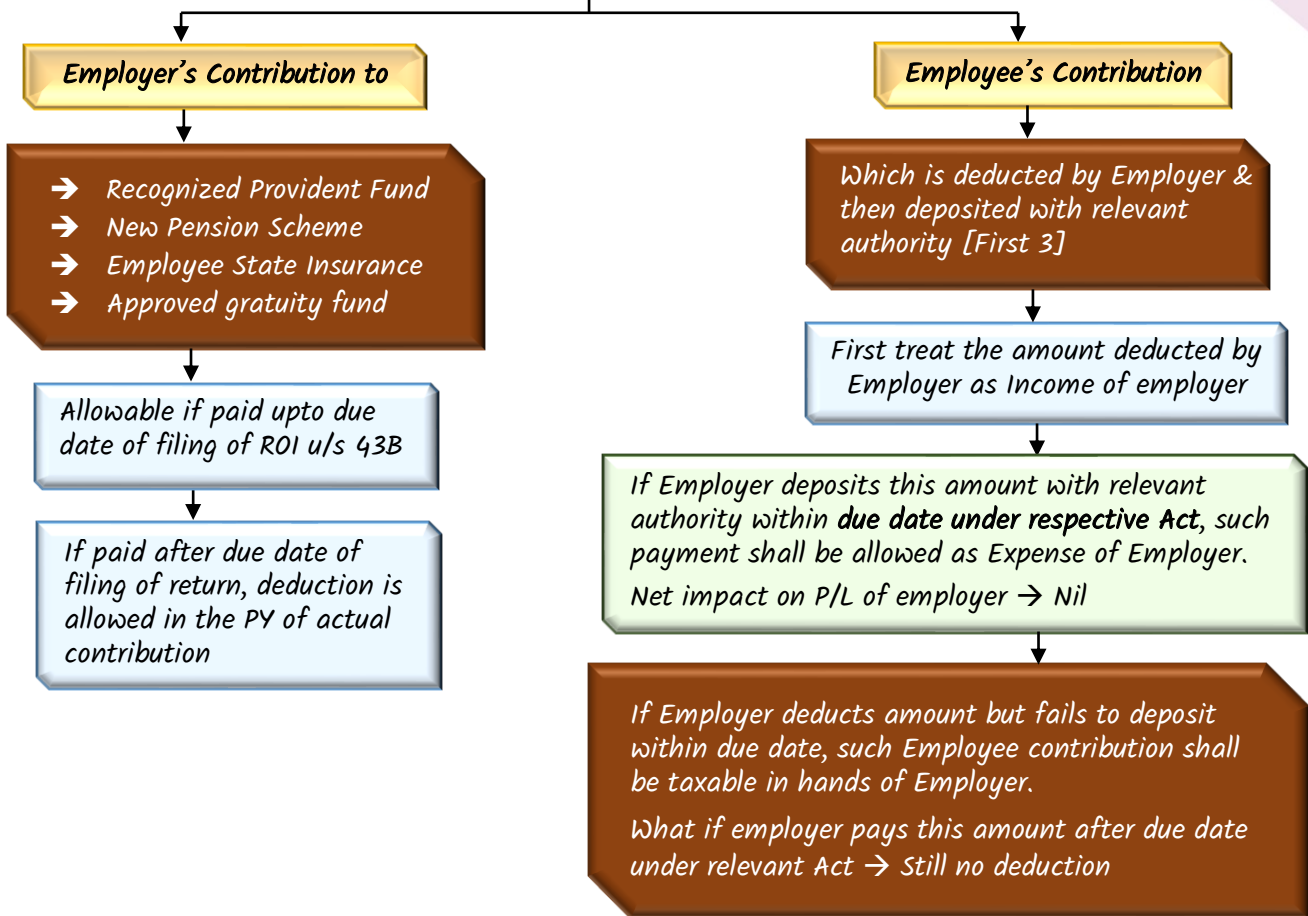 Employer's Contribution to
➔ Recognized Provident Fund
➔ New Pension Scheme
➔ Employee State Insurance
➔ Approved gratuity fund
Allowable if paid upto due
date of filing of ROI u/s 43B
If paid after due date of
filing of return, deduction is
allowed in the PY of actual
contribution
Employee's Contribution
Which is deducted by Employer &
then deposited with relevant
authority [First 3]
First treat the amount deducted by
Employer as Income of employer
If Employer deposits this amount with relevant
authority within due date under respective Act, such
payment shall be allowed as Expense of Employer.
Net impact on P/L of employer → Nil
If Employer deducts amount but fails to deposit
within due date, such Employee contribution shall
be taxable in hands of Employer.
What if employer pays this amount after due date
under relevant Act → Still no deduction